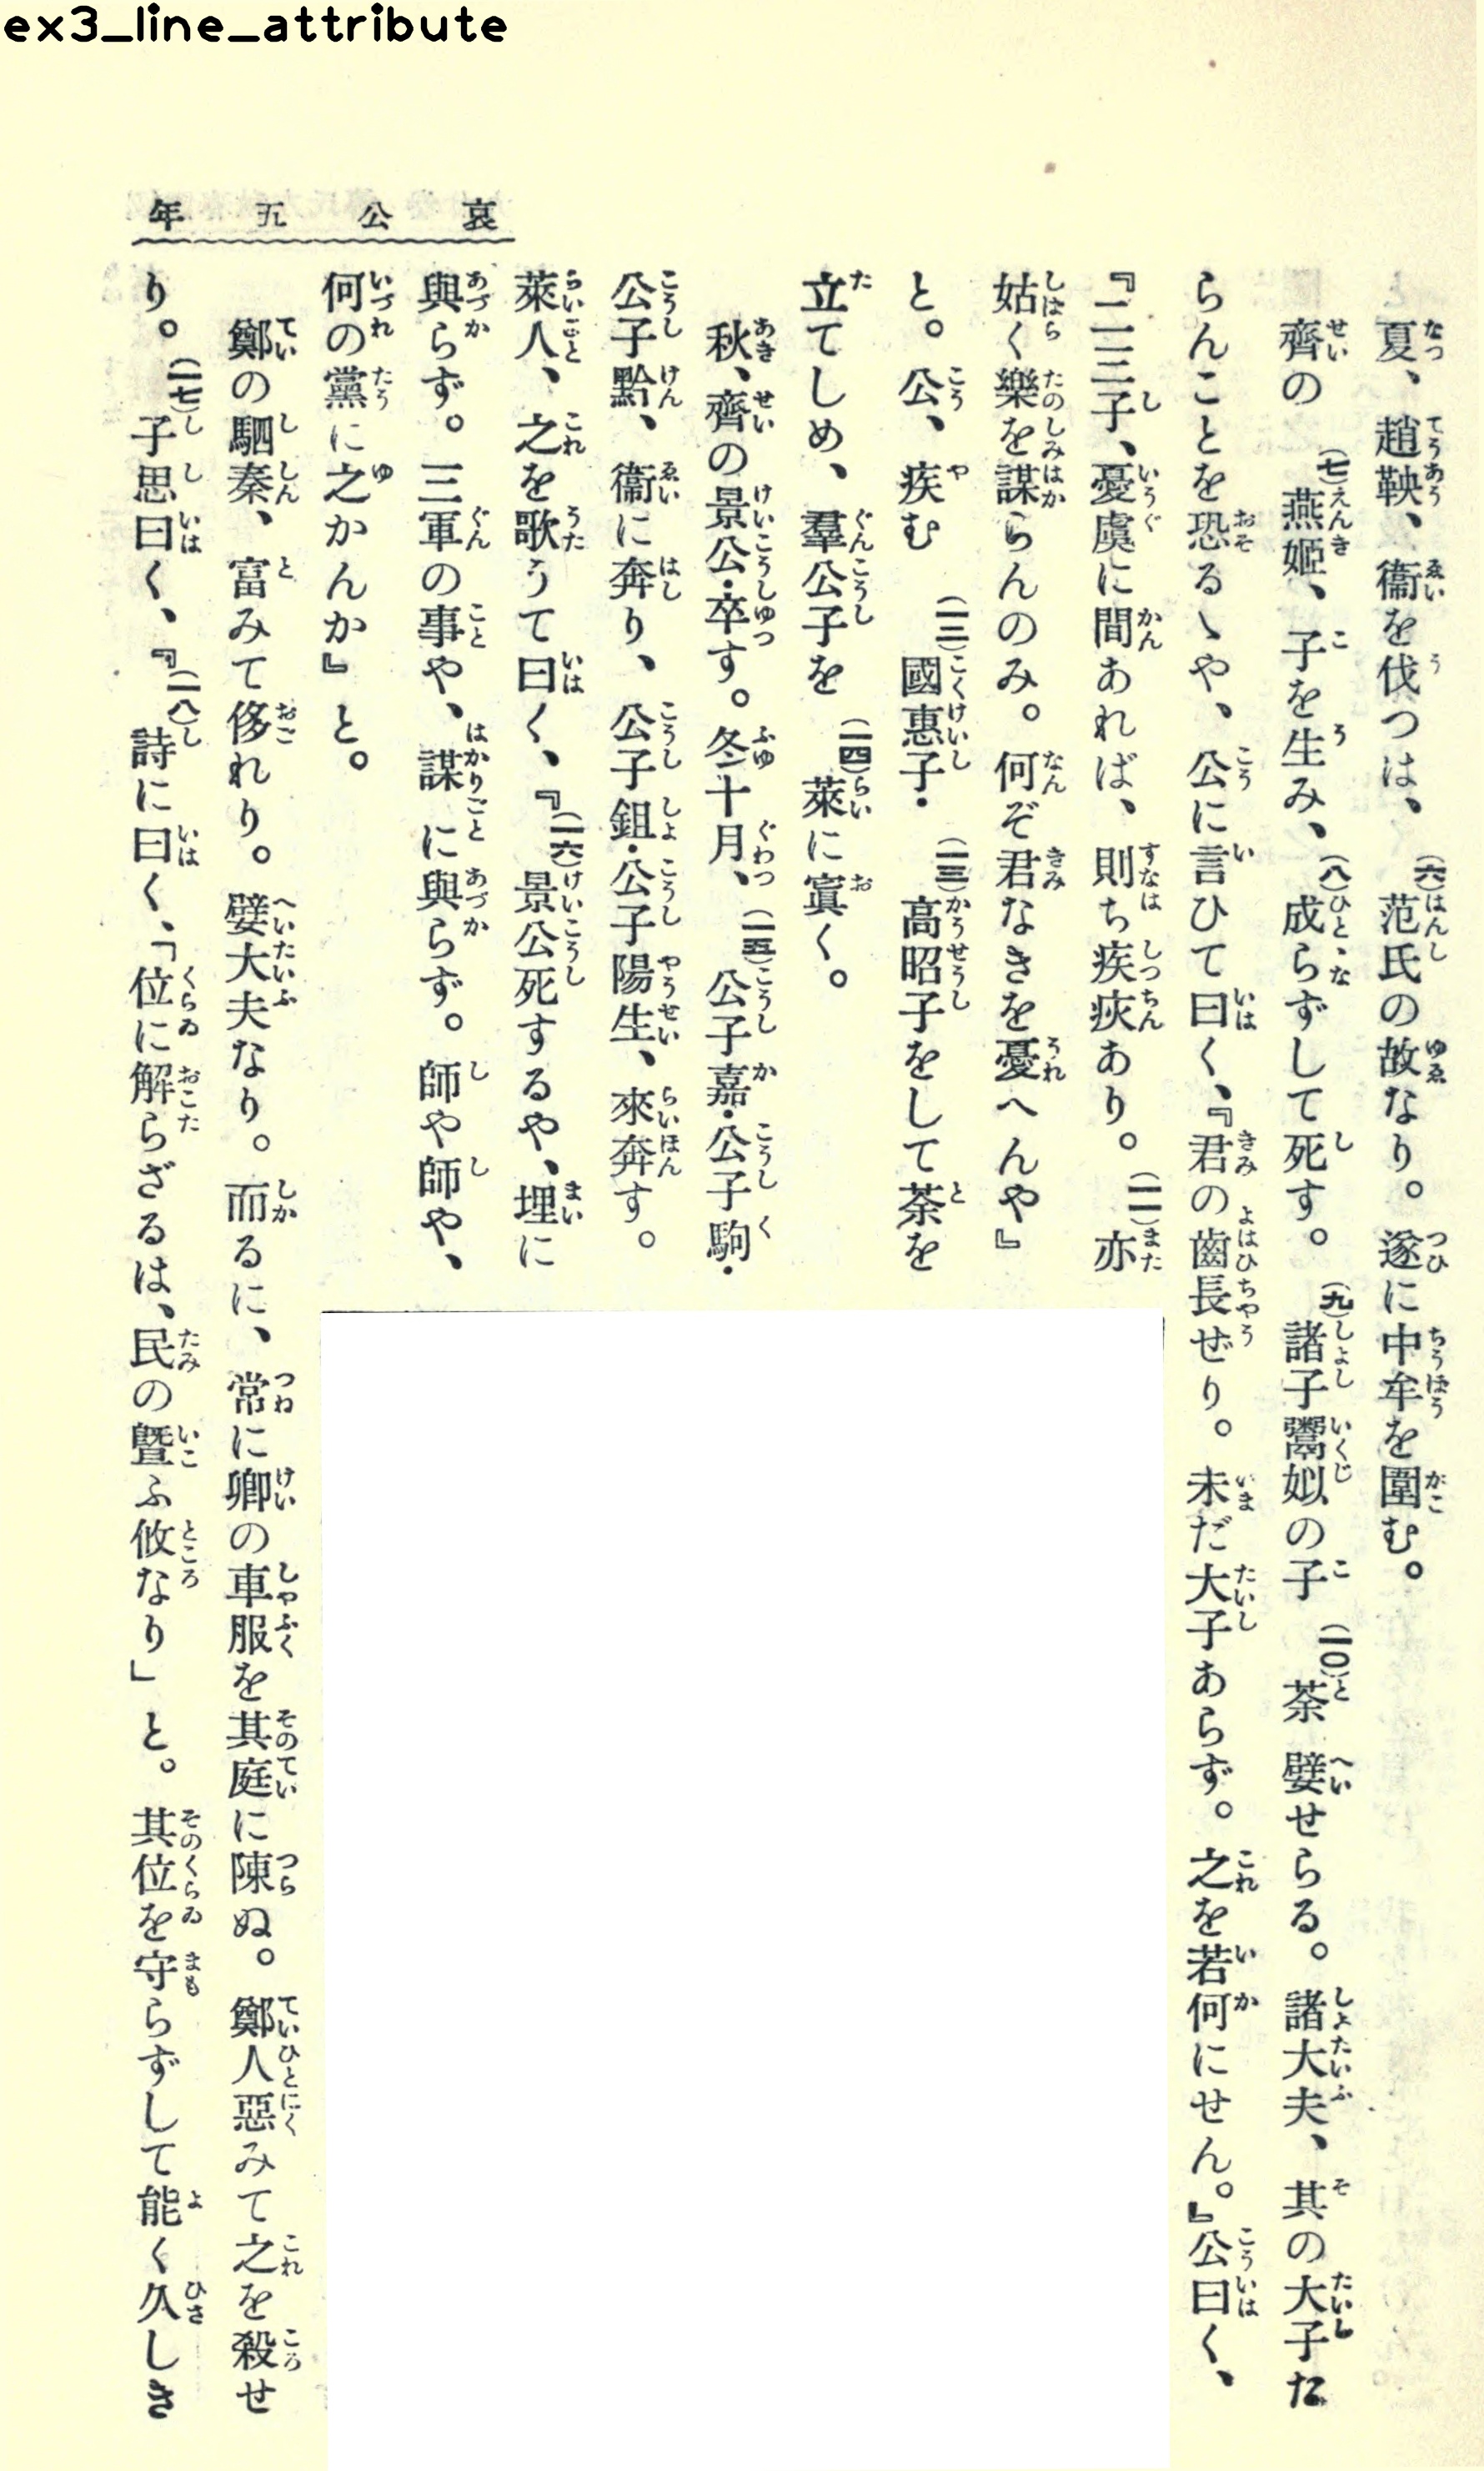 ex3_line_attribute
哀公五年
夏、趙鞅、衞を伐つは、(六)范氏の故なり。遂に中牟を圍む。
齊の(七)燕姬、子を生み、(八)成らずして死す。(九)諸子鬻姒の子(一〇)荼嬖せらる。諸大夫、其の大子た
らんことを恐るゝや、公に言ひて曰く、『君の齒長ぜり。未だ大子あらず。之を若何にせん。』公曰く、
『二三子、憂虞に間あれば、則ち疾疢あり。(一一)亦
姑く樂を謀らんのみ。何ぞ君なきを憂へんや』
と。公、疾む(一二)國惠子・(一三)高昭子をして荼を
立てしめ、羣公子を(一四)萊に寘く。
秋、齊の景公・卒す。冬十月、(一五)公子嘉・公子駒・
公子黔、衞に奔り、公子鉏・公子陽生、來奔す。
萊人、之を歌うて曰く、『(一六)景公死するや、埋に
與らず。三軍の事や、謀に與らず。師や師や、
何の黨に之かんか』と。
鄭の駟秦、富みて侈れり。嬖大夫なり。而るに、常に卿の車服を其庭に陳ぬ。鄭人惡みて之を殺せ
り。(一七)子思曰く、『(一八)詩に曰く、「位に解らざるは、民の曁ふ攸なり」と。其位を守らずして能く久しき